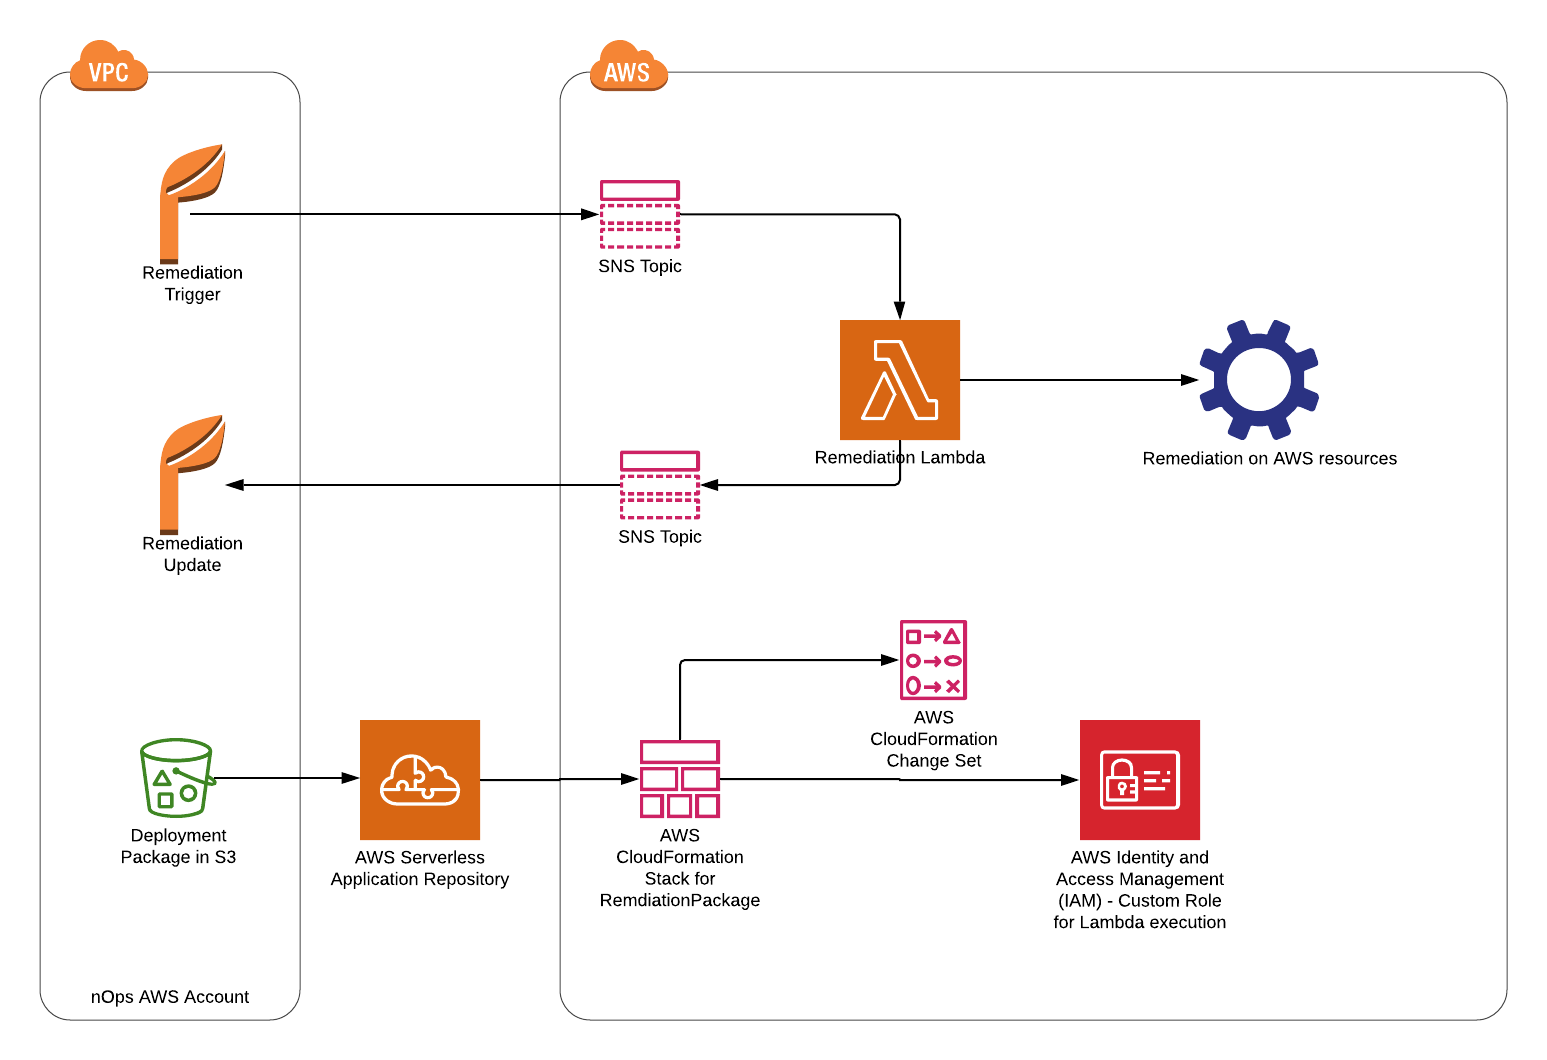 VPC
AWS
Remediation
Trigger
SNS Topic
Remediation Lambda
Remediation on AWS resources
SNS Topic
Remediation
Update
AWS
CloudFormation
Change Set
Deployment
Package in S3
AWS Serverless
Application Repository
AWS
CloudFormation
Stack for
RemdiationPackage
AWS Identity and
Access Management
(IAM) - Custom Role
for Lambda execution
nOps AWS Account